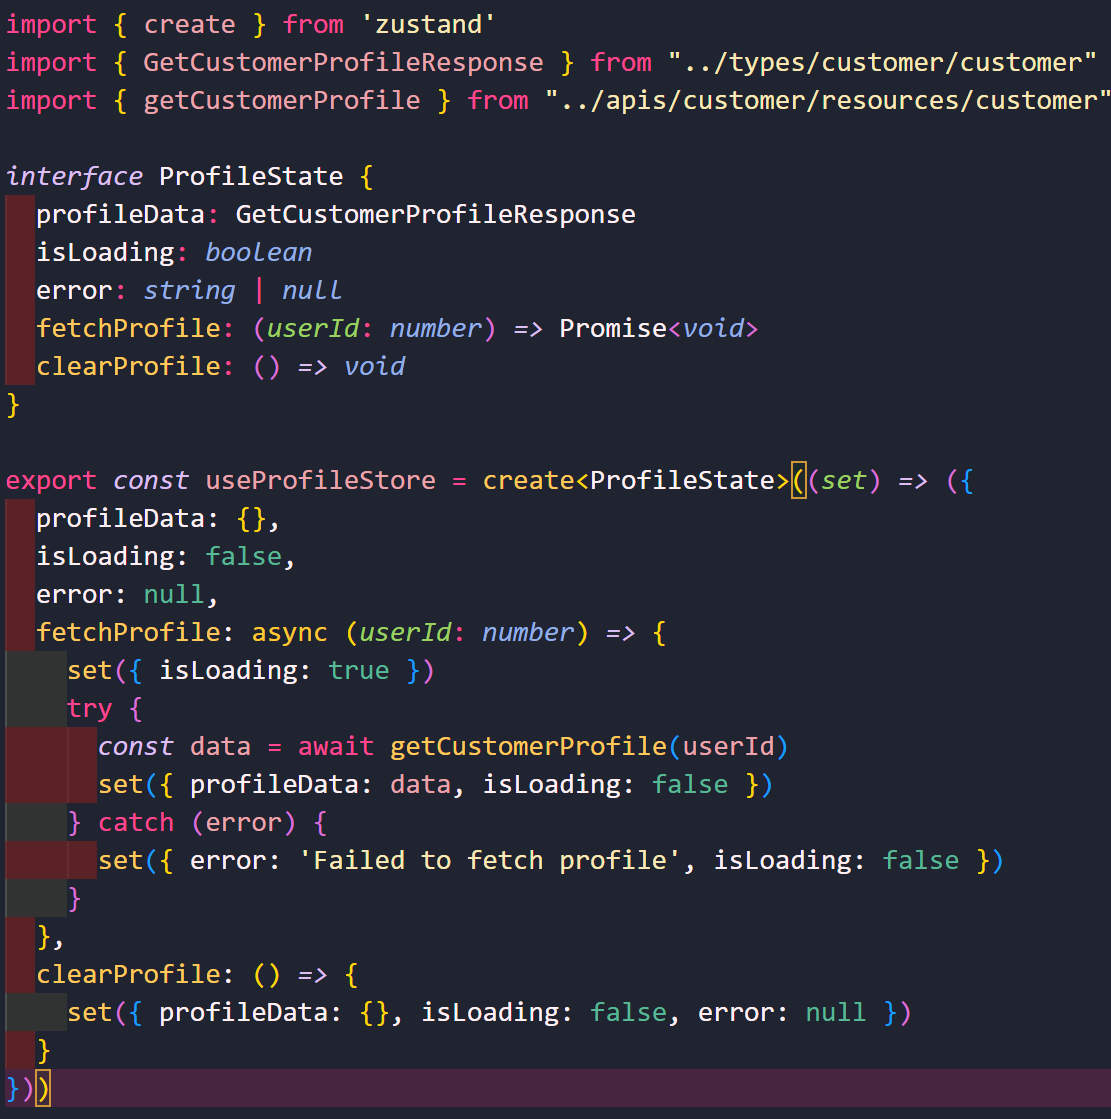 import { create } from 'zustand'
import { GetCustomerProfileResponse } from "../types/customer/customer"
import { getCustomerProfile } from "../apis/customer/resources/customer"

interface ProfileState {
  profileData: GetCustomerProfileResponse
  isLoading: boolean
  error: string | null
  fetchProfile: (userId: number) => Promise<void>
  clearProfile: () => void
}

export const useProfileStore = create<ProfileState>((set) => ({
  profileData: {},
  isLoading: false,
  error: null,
  fetchProfile: async (userId: number) => {
    set({ isLoading: true })
    try {
      const data = await getCustomerProfile(userId)
      set({ profileData: data, isLoading: false })
    } catch (error) {
      set({ error: 'Failed to fetch profile', isLoading: false })
    }
  },
  clearProfile: () => {
    set({ profileData: {}, isLoading: false, error: null })
  }
}))